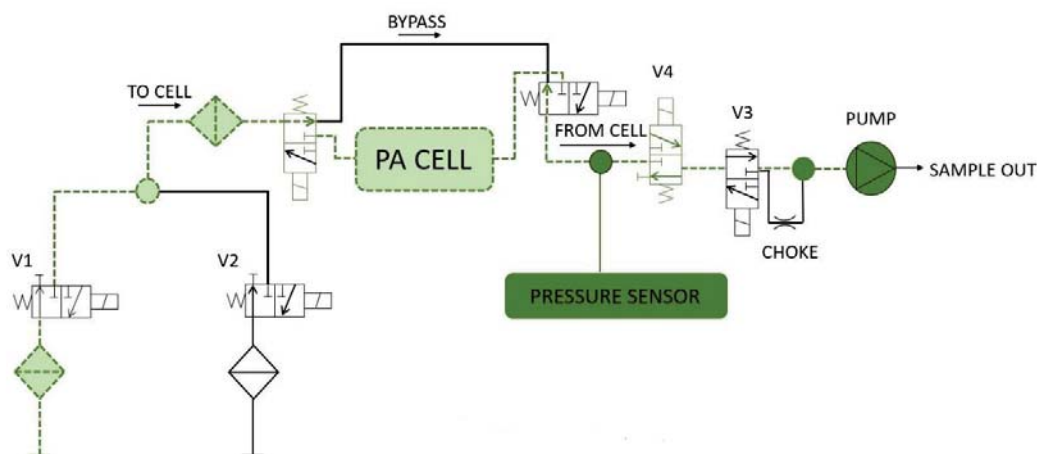 BYPASS
TO CELL
V4
V3
PUMP
FROM CELL
PA CELL
SAMPLE OUT
CHOKE
V1
V2
PRESSURE SENSOR